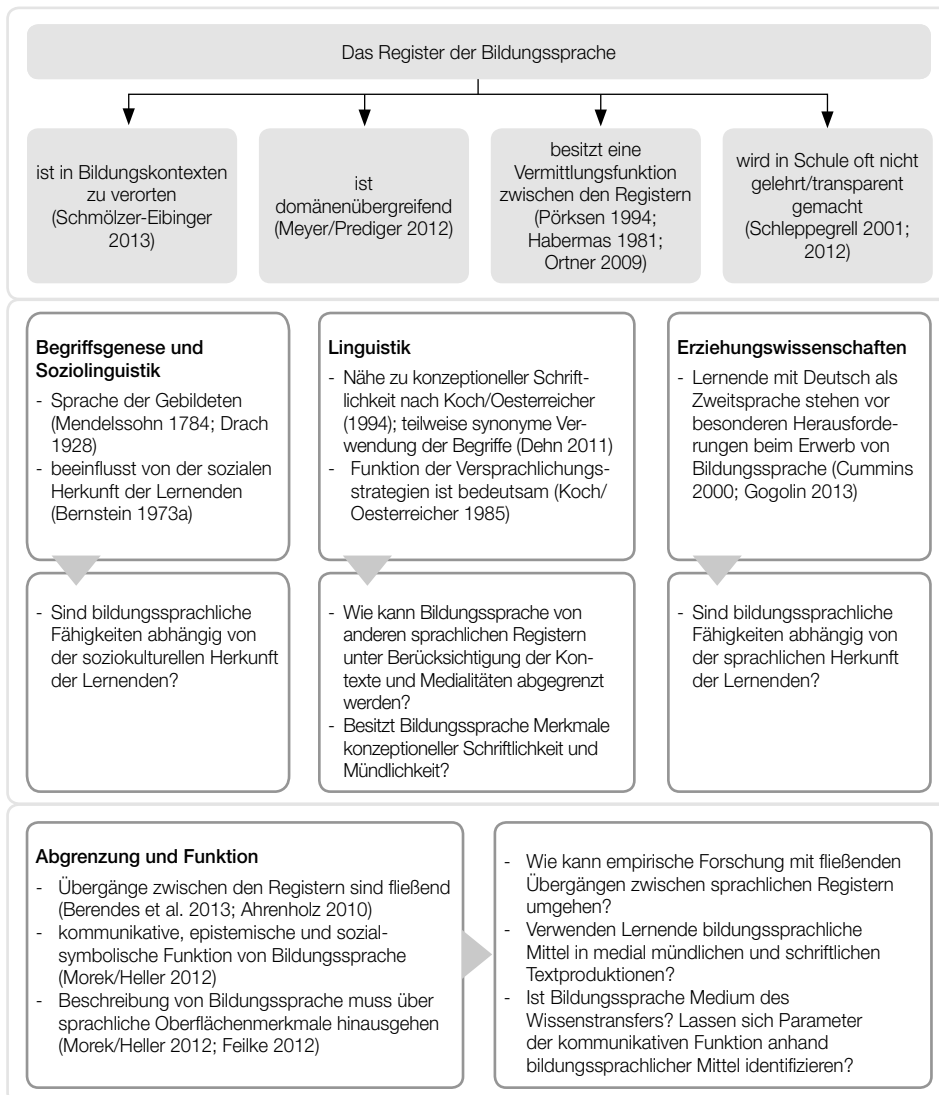 Das Register der Bildungssprache
ist in Bildungskontexten
zu verorten
(Schmölzer-Eibinger
2013)
ist
domänenübergreifend
(Meyer/Prediger 2012)
besitzt eine
Vermittlungsfunktion
zwischen den Registern
(Pörksen 1994;
Habermas 1981;
Ortner 2009)
wird in Schule oft nicht
gelehrt/transparent
gemacht
(Schleppegrell 2001;
2012)
Begriffsgenese und
Soziolinguistik
- Sprache der Gebildeten
(Mendelssohn 1784; Drach
1928)
- beeinflusst von der sozialen
Herkunft der Lernenden
(Bernstein 1973a)
Linguistik
- Nähe zu konzeptioneller Schrift-
lichkeit nach Koch/Oesterreicher
(1994); teilweise synonyme Ver-
wendung der Begriffe (Dehn 2011)
- Funktion der Versprachlichungs-
strategien ist bedeutsam (Koch/
Oesterreicher 1985)
Erziehungswissenschaften
- Lernende mit Deutsch als
Zweitsprache stehen vor
besonderen Herausforde-
rungen beim Erwerb von
Bildungssprache (Cummins
2000; Gogolin 2013)
- Sind bildungssprachliche
Fähigkeiten abhängig von
der soziokulturellen Herkunft
der Lernenden?
- Wie kann Bildungssprache von
anderen sprachlichen Registern
unter Berücksichtigung der Kon-
texte und Medialitäten abgegrenzt
werden?
- Besitzt Bildungssprache Merkmale
konzeptioneller Schriftlichkeit und
Mündlichkeit?
- Sind bildungssprachliche
Fähigkeiten abhängig von
der sprachlichen Herkunft
der Lernenden?
Abgrenzung und Funktion
- Übergänge zwischen den Registern sind fließend
(Berendes et al. 2013; Ahrenholz 2010)
- kommunikative, epistemische und sozial-
symbolische Funktion von Bildungssprache
(Morek/Heller 2012)
- Beschreibung von Bildungssprache muss über
sprachliche Oberflächenmerkmale hinausgehen
(Morek/Heller 2012; Feilke 2012)
- Wie kann empirische Forschung mit fließenden
Übergängen zwischen sprachlichen Registern
umgehen?
- Verwenden Lernende bildungssprachliche
Mittel in medial mündlichen und schriftlichen
Textproduktionen?
- Ist Bildungssprache Medium des
Wissenstransfers? Lassen sich Parameter
der kommunikativen Funktion anhand
bildungssprachlicher Mittel identifizieren?